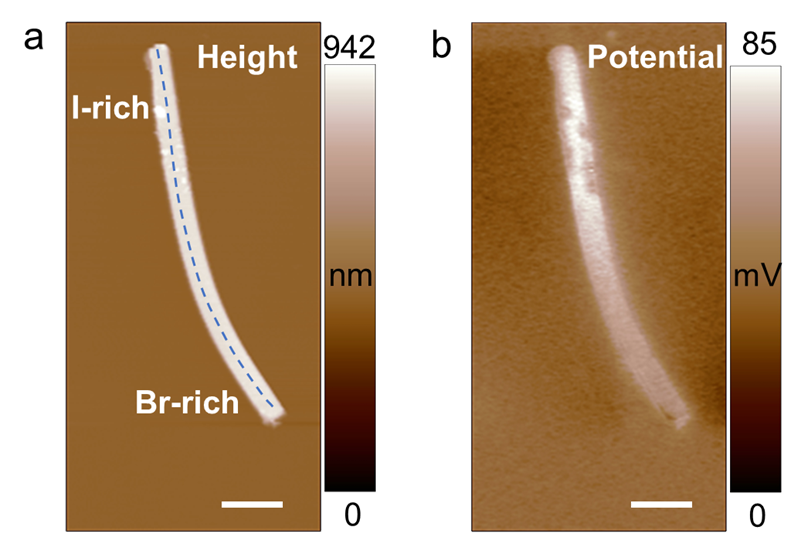 a
Height
942
I-rich
nm
Br-rich
0
b
Potential
85
mV
0